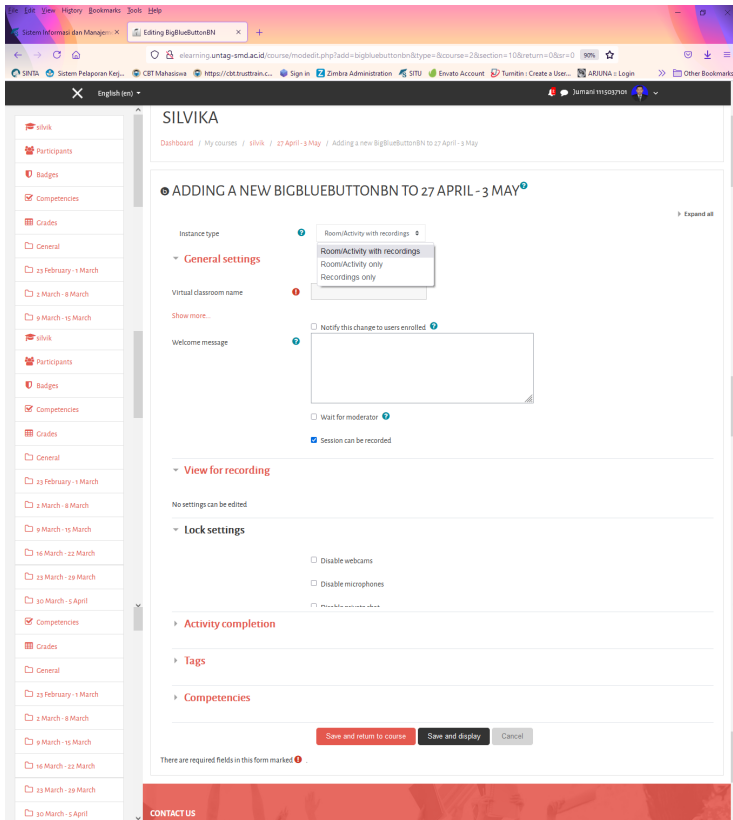 File Edit View History Bookmarks Tools Help
Sistem Informasi dan Manajem× Editing BigBlueButtonBN × +
elearning.untag-smd.ac.id/course/modedit.php?add=bigbluebuttonbn&type=&course=2&section=10&return=0&sr=0 90%
SINTA Sistem Pelaporan Kerj... CBT Mahasiswa https://cbt.trusttrain.c... Sign in Zimbra Administration SITU Envato Account Turnitin : Create a User... ARJUNA :: Login Other Bookmarks
English (en)
Jumani 1115037101
silvik
Participants
Badges
Competencies
Grades
General
23 February - 1 March
2 March - 8 March
9 March - 15 March
silvik
Participants
Badges
Competencies
Grades
General
23 February - 1 March
2 March - 8 March
9 March - 15 March
16 March - 22 March
23 March - 29 March
30 March - 5 April
Competencies
Grades
General
23 February - 1 March
2 March - 8 March
9 March - 15 March
16 March - 22 March
23 March - 29 March
30 March - 5 April
SILVIKA
Dashboard / My courses / silvik / 27 April - 3 May / Adding a new BigBlueButtonBN to 27 April - 3 May
ADDING A NEW BIGBLUEBUTTONBN TO 27 APRIL - 3 MAY
Expand all
Instance type
Room/Activity with recordings
Room/Activity with recordings
Room/Activity only
Recordings only
General settings
Virtual classroom name
Show more...
Notify this change to users enrolled
Welcome message
Wait for moderator
Session can be recorded
View for recording
No settings can be edited
Lock settings
Disable webcams
Disable microphones
Disable private chat
Activity completion
Tags
Competencies
Save and return to course Save and display Cancel
There are required fields in this form marked .
CONTACT US